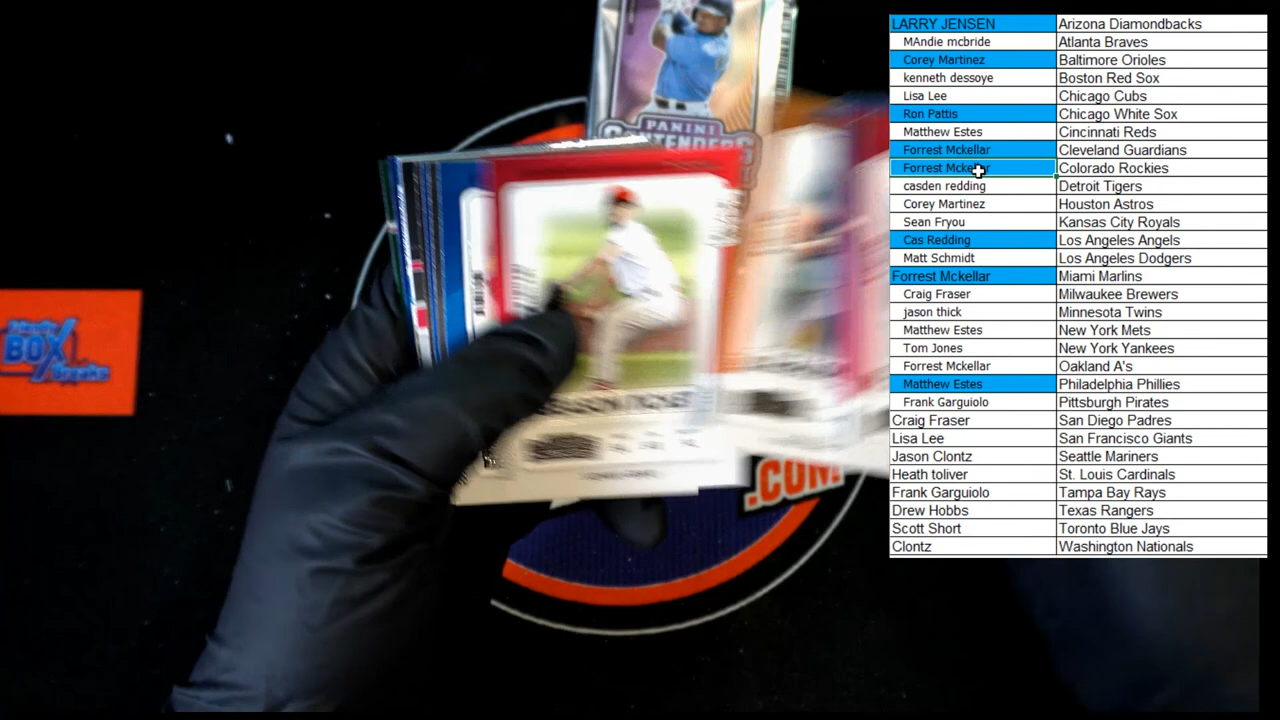 PANINI
CONTENDERS
SEASON TICKET
BOX
Breaks
.COM
LARRY JENSEN Arizona Diamondbacks
MAndie mcbride Atlanta Braves
Corey Martinez Baltimore Orioles
kenneth dessoye Boston Red Sox
Lisa Lee Chicago Cubs
Ron Pattis Chicago White Sox
Matthew Estes Cincinnati Reds
Forrest Mckellar Cleveland Guardians
Forrest Mckellar Colorado Rockies
casden redding Detroit Tigers
Corey Martinez Houston Astros
Sean Fryou Kansas City Royals
Cas Redding Los Angeles Angels
Matt Schmidt Los Angeles Dodgers
Forrest Mckellar Miami Marlins
Craig Fraser Milwaukee Brewers
jason thick Minnesota Twins
Matthew Estes New York Mets
Tom Jones New York Yankees
Forrest Mckellar Oakland A's
Matthew Estes Philadelphia Phillies
Frank Garguiolo Pittsburgh Pirates
Craig Fraser San Diego Padres
Lisa Lee San Francisco Giants
Jason Clontz Seattle Mariners
Heath toliver St. Louis Cardinals
Frank Garguiolo Tampa Bay Rays
Drew Hobbs Texas Rangers
Scott Short Toronto Blue Jays
Clontz Washington Nationals